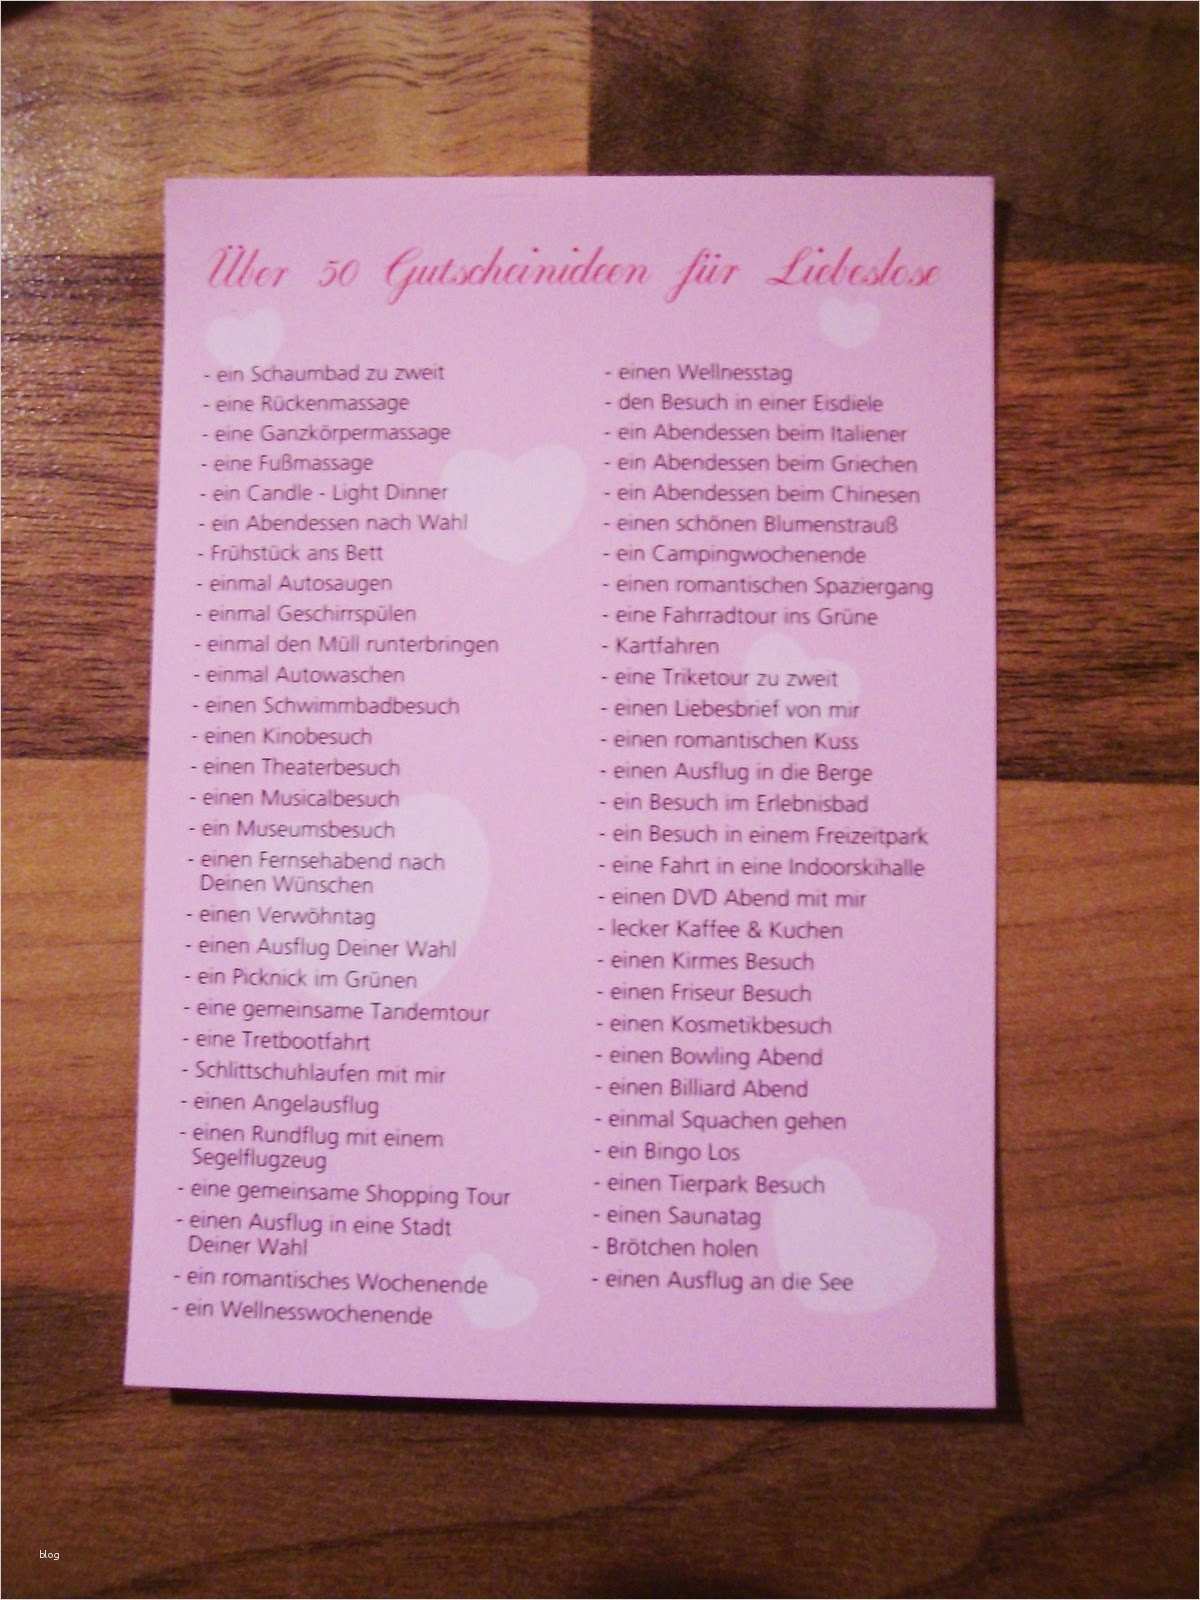 Über 50 Gutscheinideen für Liebeslose
- ein Schaumbad zu zweit
- eine Rückenmassage
- eine Ganzkörpermassage
- eine Fußmassage
- ein Candle - Light Dinner
- ein Abendessen nach Wahl
- Frühstück ans Bett
- einmal Autosaugen
- einmal Geschirrspülen
- einmal den Müll runterbringen
- einmal Autowaschen
- einen Schwimmbadbesuch
- einen Kinobesuch
- einen Theaterbesuch
- einen Musicalbesuch
- ein Museumsbesuch
- einen Fernsehabend nach
Deinen Wünschen
- einen Verwöhntag
- einen Ausflug Deiner Wahl
- ein Picknick im Grünen
- eine gemeinsame Tandemtour
- eine Tretbootfahrt
- Schlittschuhlaufen mit mir
- einen Angelausflug
- einen Rundflug mit einem
Segelflugzeug
- eine gemeinsame Shopping Tour
- einen Ausflug in eine Stadt
Deiner Wahl
- ein romantisches Wochenende
- ein Wellnesswochenende
- einen Wellnesstag
- den Besuch in einer Eisdiele
- ein Abendessen beim Italiener
- ein Abendessen beim Griechen
- ein Abendessen beim Chinesen
- einen schönen Blumenstrauß
- ein Campingwochenende
- einen romantischen Spaziergang
- eine Fahrradtour ins Grüne
- Kartfahren
- eine Triketour zu zweit
- einen Liebesbrief von mir
- einen romantischen Kuss
- einen Ausflug in die Berge
- ein Besuch im Erlebnisbad
- ein Besuch in einem Freizeitpark
- eine Fahrt in eine Indoorskihalle
- einen DVD Abend mit mir
- lecker Kaffee & Kuchen
- einen Kirmes Besuch
- einen Friseur Besuch
- einen Kosmetikbesuch
- einen Bowling Abend
- einen Billiard Abend
- einmal Squachen gehen
- ein Bingo Los
- einen Tierpark Besuch
- einen Saunatag
- Brötchen holen
- einen Ausflug an die See
blog